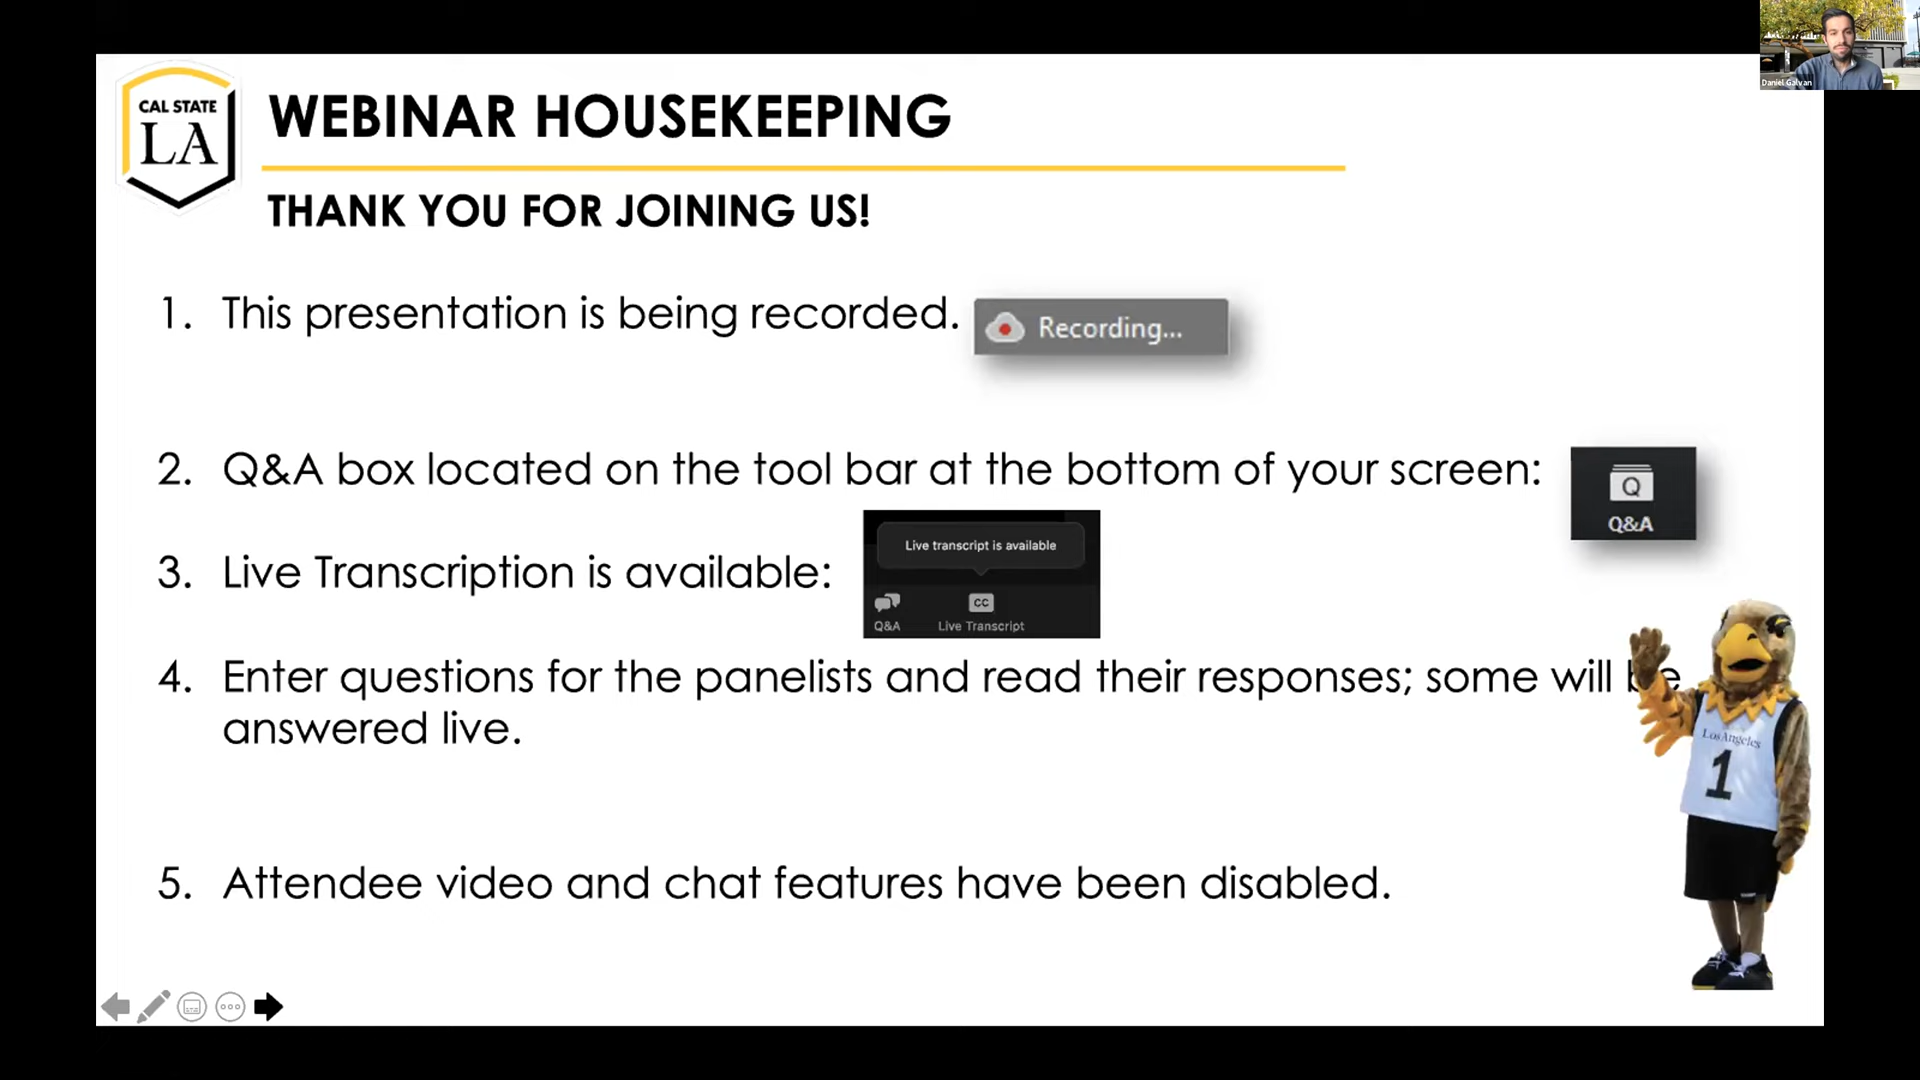 Daniel Galvan
CAL STATE
LA
WEBINAR HOUSEKEEPING
THANK YOU FOR JOINING US!
1. This presentation is being recorded.
Recording...
2. Q&A box located on the tool bar at the bottom of your screen:
Q
Q&A
3. Live Transcription is available:
Live transcript is available
CC
Q&A Live Transcript
4. Enter questions for the panelists and read their responses; some will be
answered live.
Los Angeles
1
5. Attendee video and chat features have been disabled.